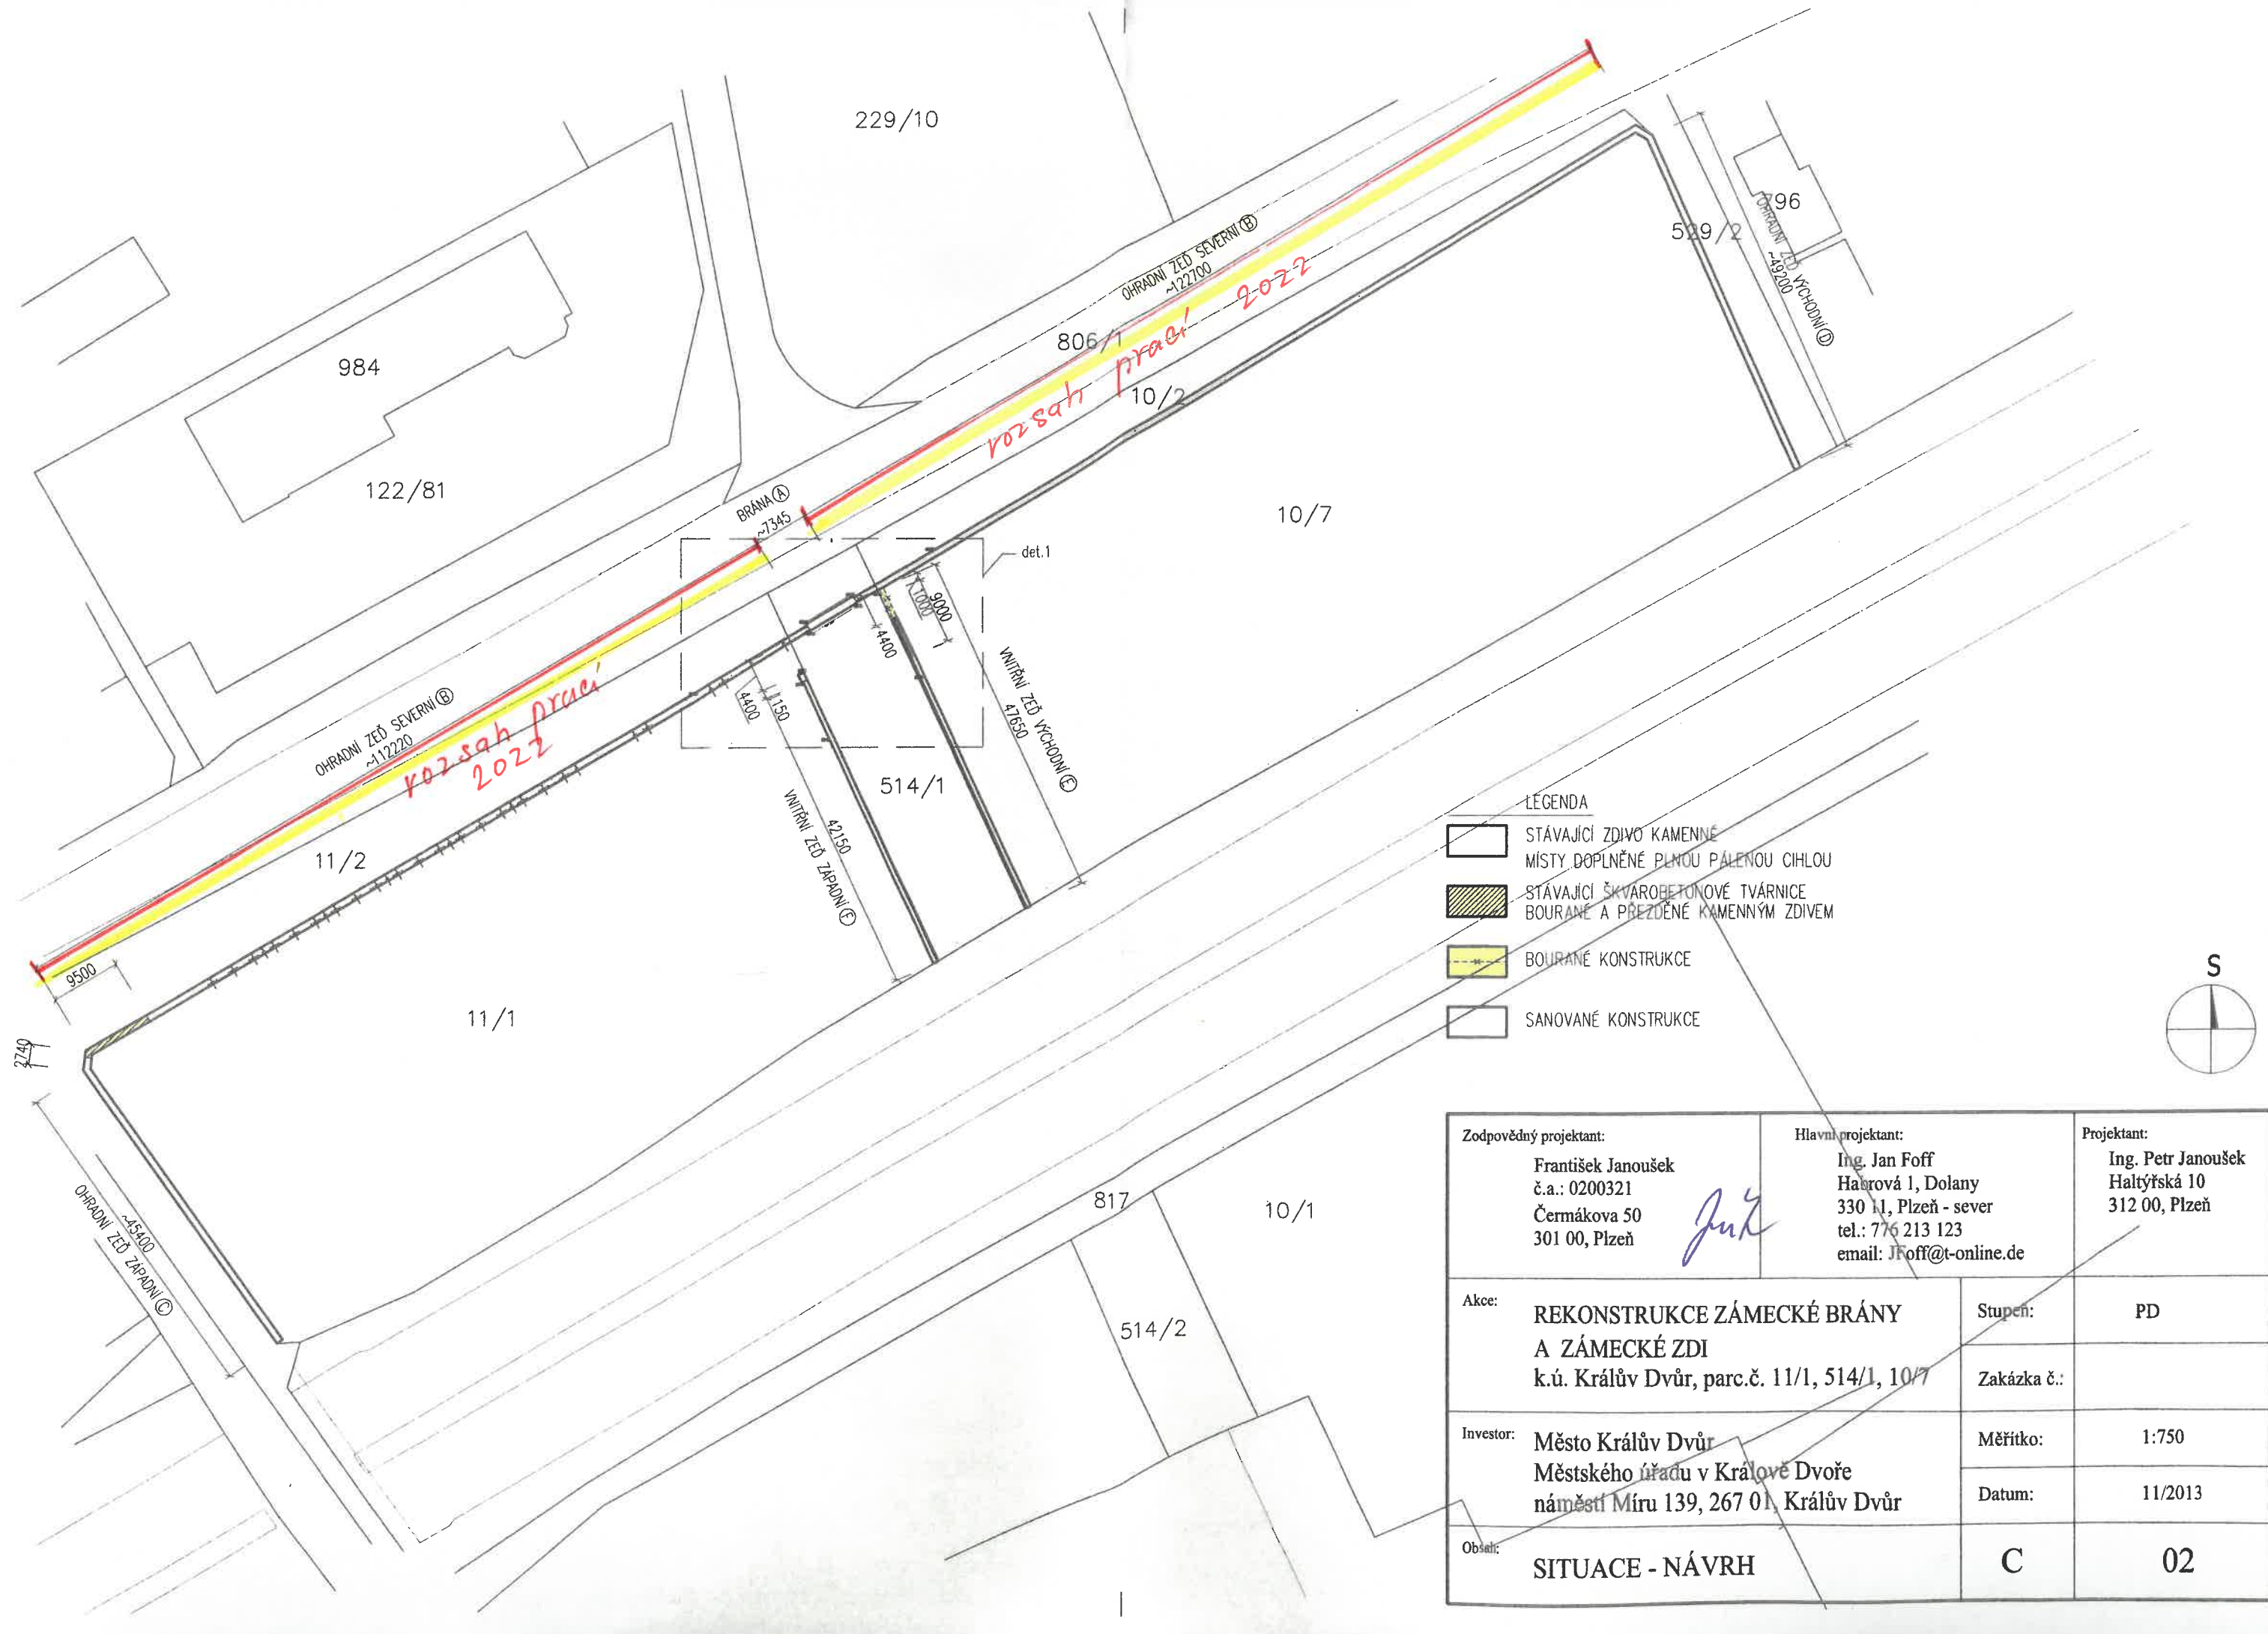 229/10
796
529/2
OHRADNÍ ZEĎ VÝCHODNÍ D
~49200
OHRADNÍ ZEĎ SEVERNÍ B
~122700
rozsah prací 2022
806/1
10/2
984
122/81
BRÁNA A
~7345
10/7
det.1
1000
9000
4400
VNITŘNÍ ZEĎ VÝCHODNÍ E
47650
OHRADNÍ ZEĎ SEVERNÍ B
~112220
rozsah prací
2022
4400
1150
514/1
42150
VNITŘNÍ ZEĎ ZÁPADNÍ F
11/2
9500
11/1
2740
~45400
OHRADNÍ ZEĎ ZÁPADNÍ C
817
10/1
514/2
LEGENDA
STÁVAJÍCÍ ZDIVO KAMENNÉ
MÍSTY DOPLNĚNÉ PLNOU PÁLENOU CIHLOU
STÁVAJÍCÍ ŠKVÁROBETONOVÉ TVÁRNICE
BOURANÉ A PŘEZDĚNÉ KAMENNÝM ZDIVEM
BOURANÉ KONSTRUKCE
SANOVANÉ KONSTRUKCE
S
Zodpovědný projektant:
František Janoušek
č.a.: 0200321
Čermákova 50
301 00, Plzeň
Hlavní projektant:
Ing. Jan Foff
Habrová 1, Dolany
330 11, Plzeň - sever
tel.: 776 213 123
email: JFoff@t-online.de
Projektant:
Ing. Petr Janoušek
Haltýřská 10
312 00, Plzeň
Akce:
REKONSTRUKCE ZÁMECKÉ BRÁNY
A ZÁMECKÉ ZDI
k.ú. Králův Dvůr, parc.č. 11/1, 514/1, 10/7
Stupeň: PD
Zakázka č.:
Investor:
Město Králův Dvůr
Městského úřadu v Králově Dvoře
náměstí Míru 139, 267 01, Králův Dvůr
Měřítko: 1:750
Datum: 11/2013
Obsah:
SITUACE - NÁVRH
C
02